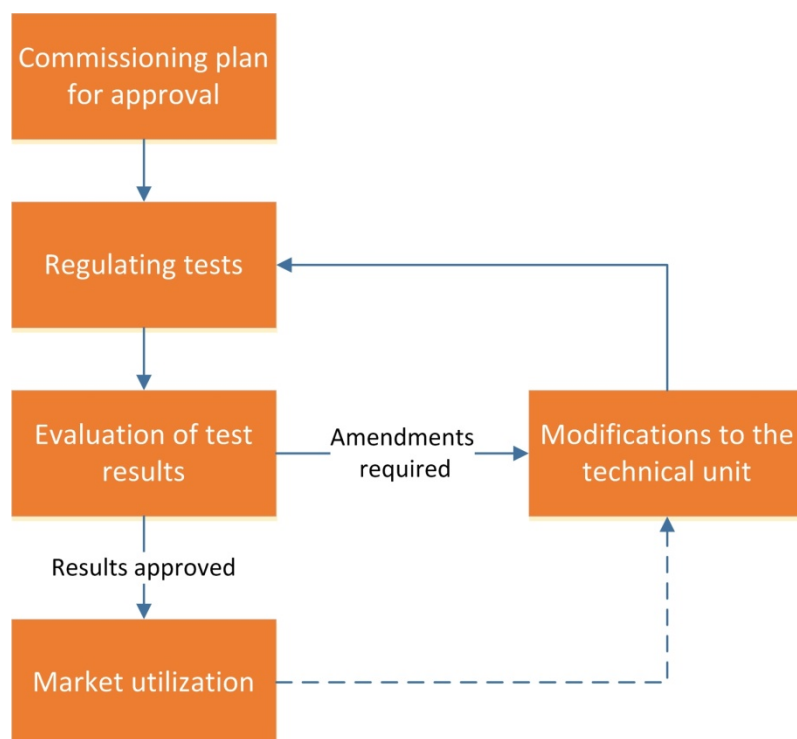 Commissioning plan
for approval
Regulating tests
Evaluation of test
results
Amendments
required
Modifications to the
technical unit
Results approved
Market utilization